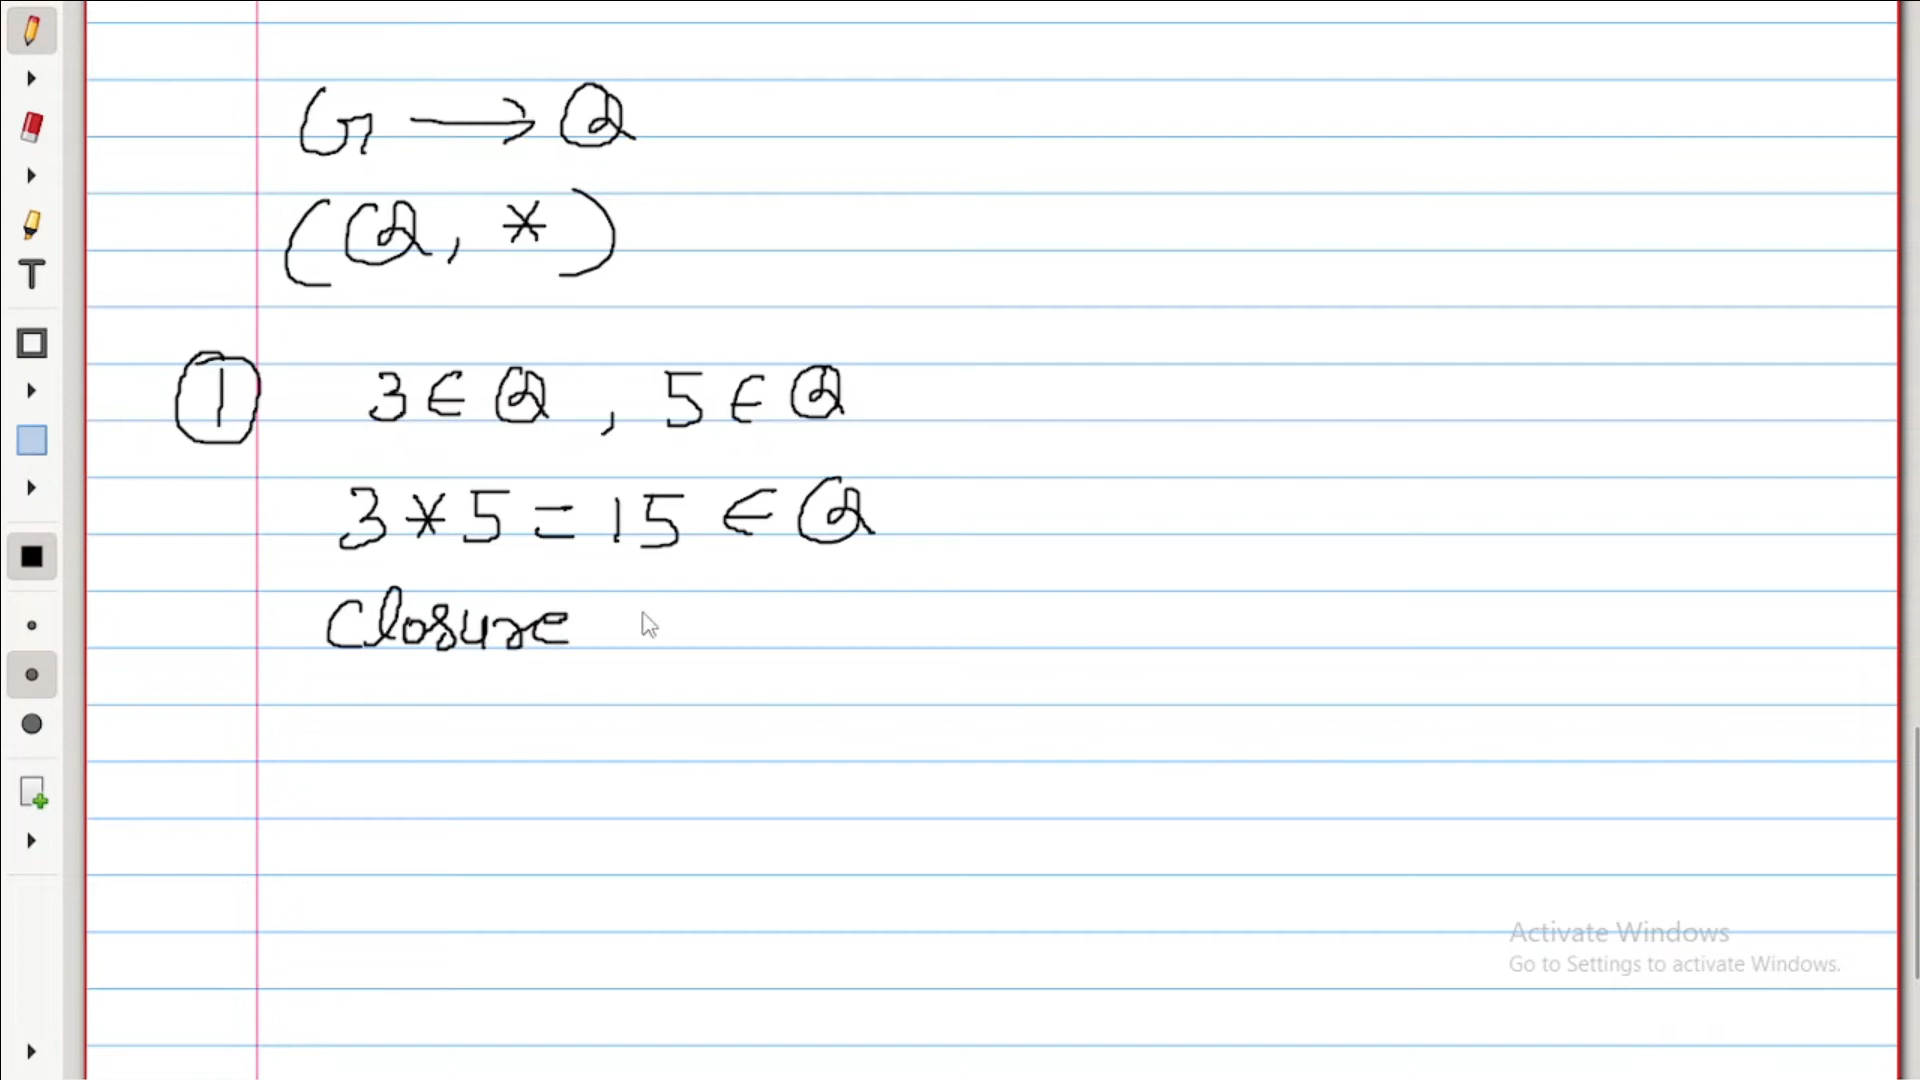 G → Q
(Q, *)
① 3 ∈ Q , 5 ∈ Q
3 * 5 = 15 ∈ Q
Closure
T
Activate Windows
Go to Settings to activate Windows.